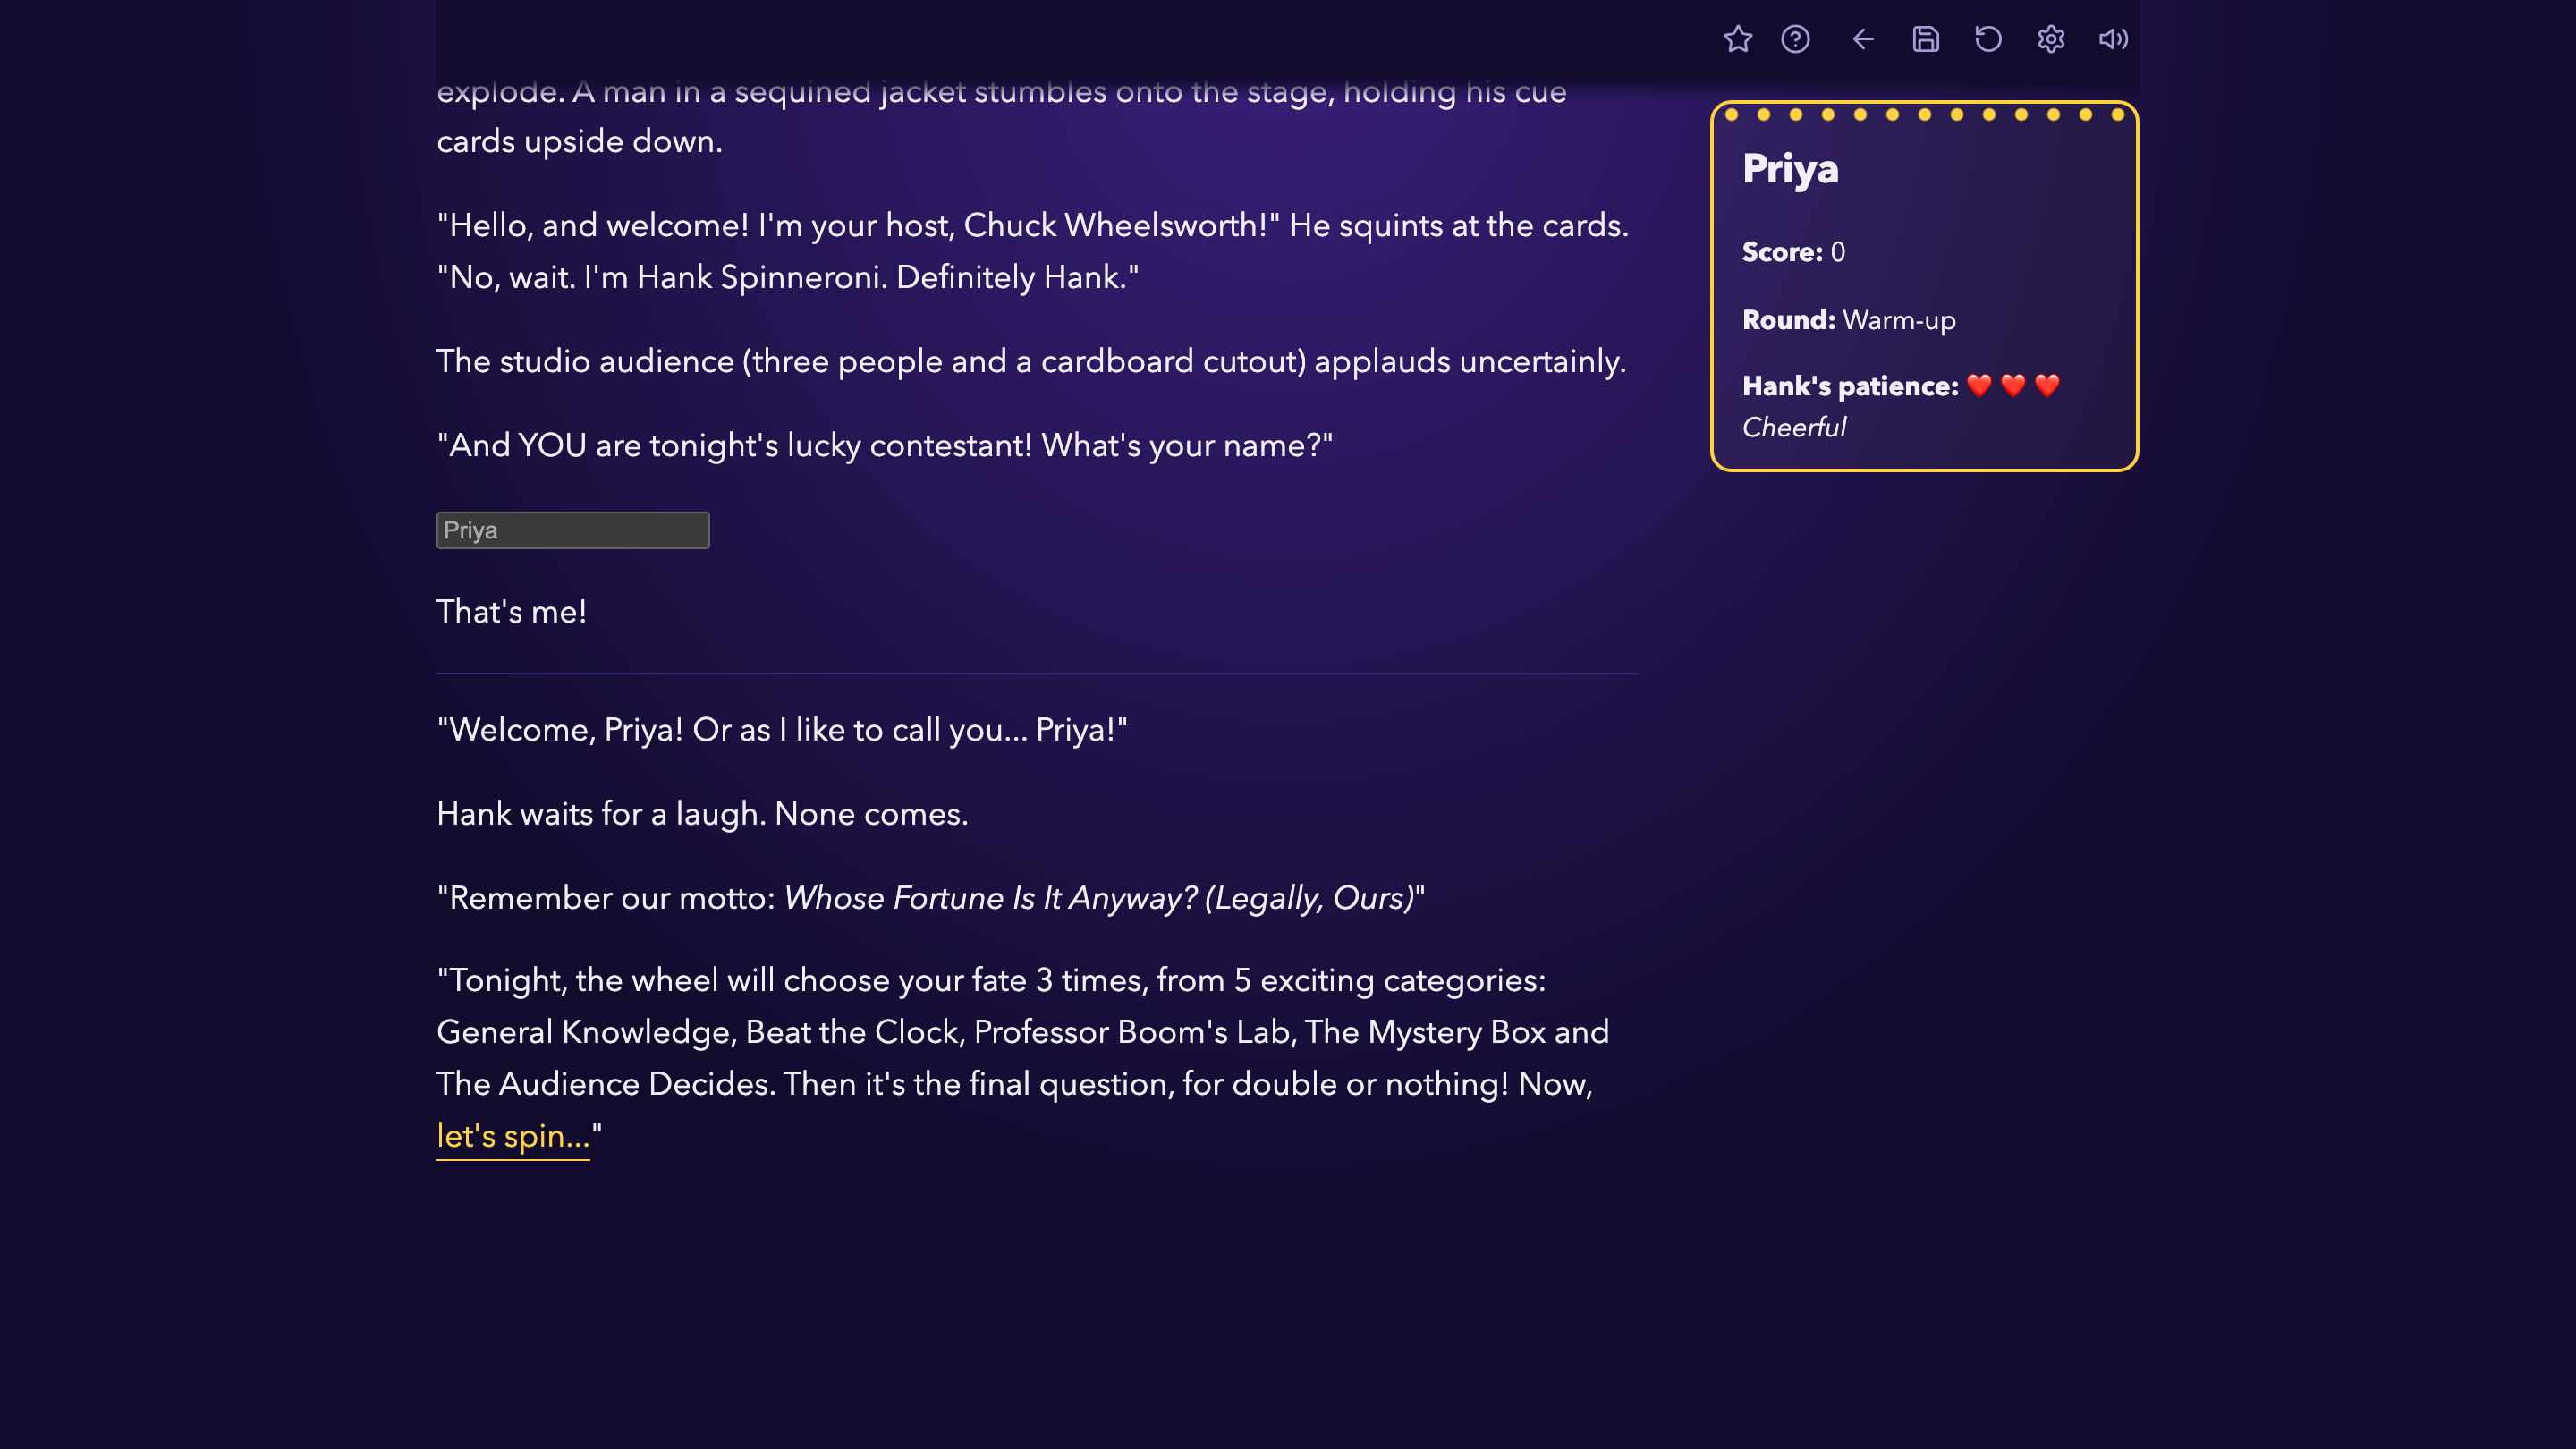 explode. A man in a sequined jacket stumbles onto the stage, holding his cue
cards upside down.
"Hello, and welcome! I'm your host, Chuck Wheelsworth!" He squints at the cards.
"No, wait. I'm Hank Spinneroni. Definitely Hank."
The studio audience (three people and a cardboard cutout) applauds uncertainly.
"And YOU are tonight's lucky contestant! What's your name?"
Priya
That's me!
"Welcome, Priya! Or as I like to call you... Priya!"
Hank waits for a laugh. None comes.
"Remember our motto: Whose Fortune Is It Anyway? (Legally, Ours)"
"Tonight, the wheel will choose your fate 3 times, from 5 exciting categories:
General Knowledge, Beat the Clock, Professor Boom's Lab, The Mystery Box and
The Audience Decides. Then it's the final question, for double or nothing! Now,
let's spin..."
Priya
Score: 0
Round: Warm-up
Hank's patience: ❤️ ❤️ ❤️
Cheerful